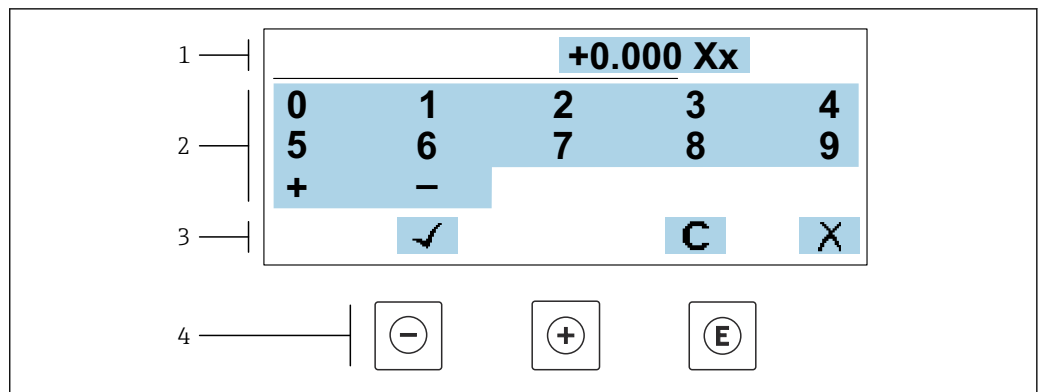 1 +0.000 Xx
0 1 2 3 4
2 5 6 7 8 9
+ –
3 ✓ C X
4 − + E